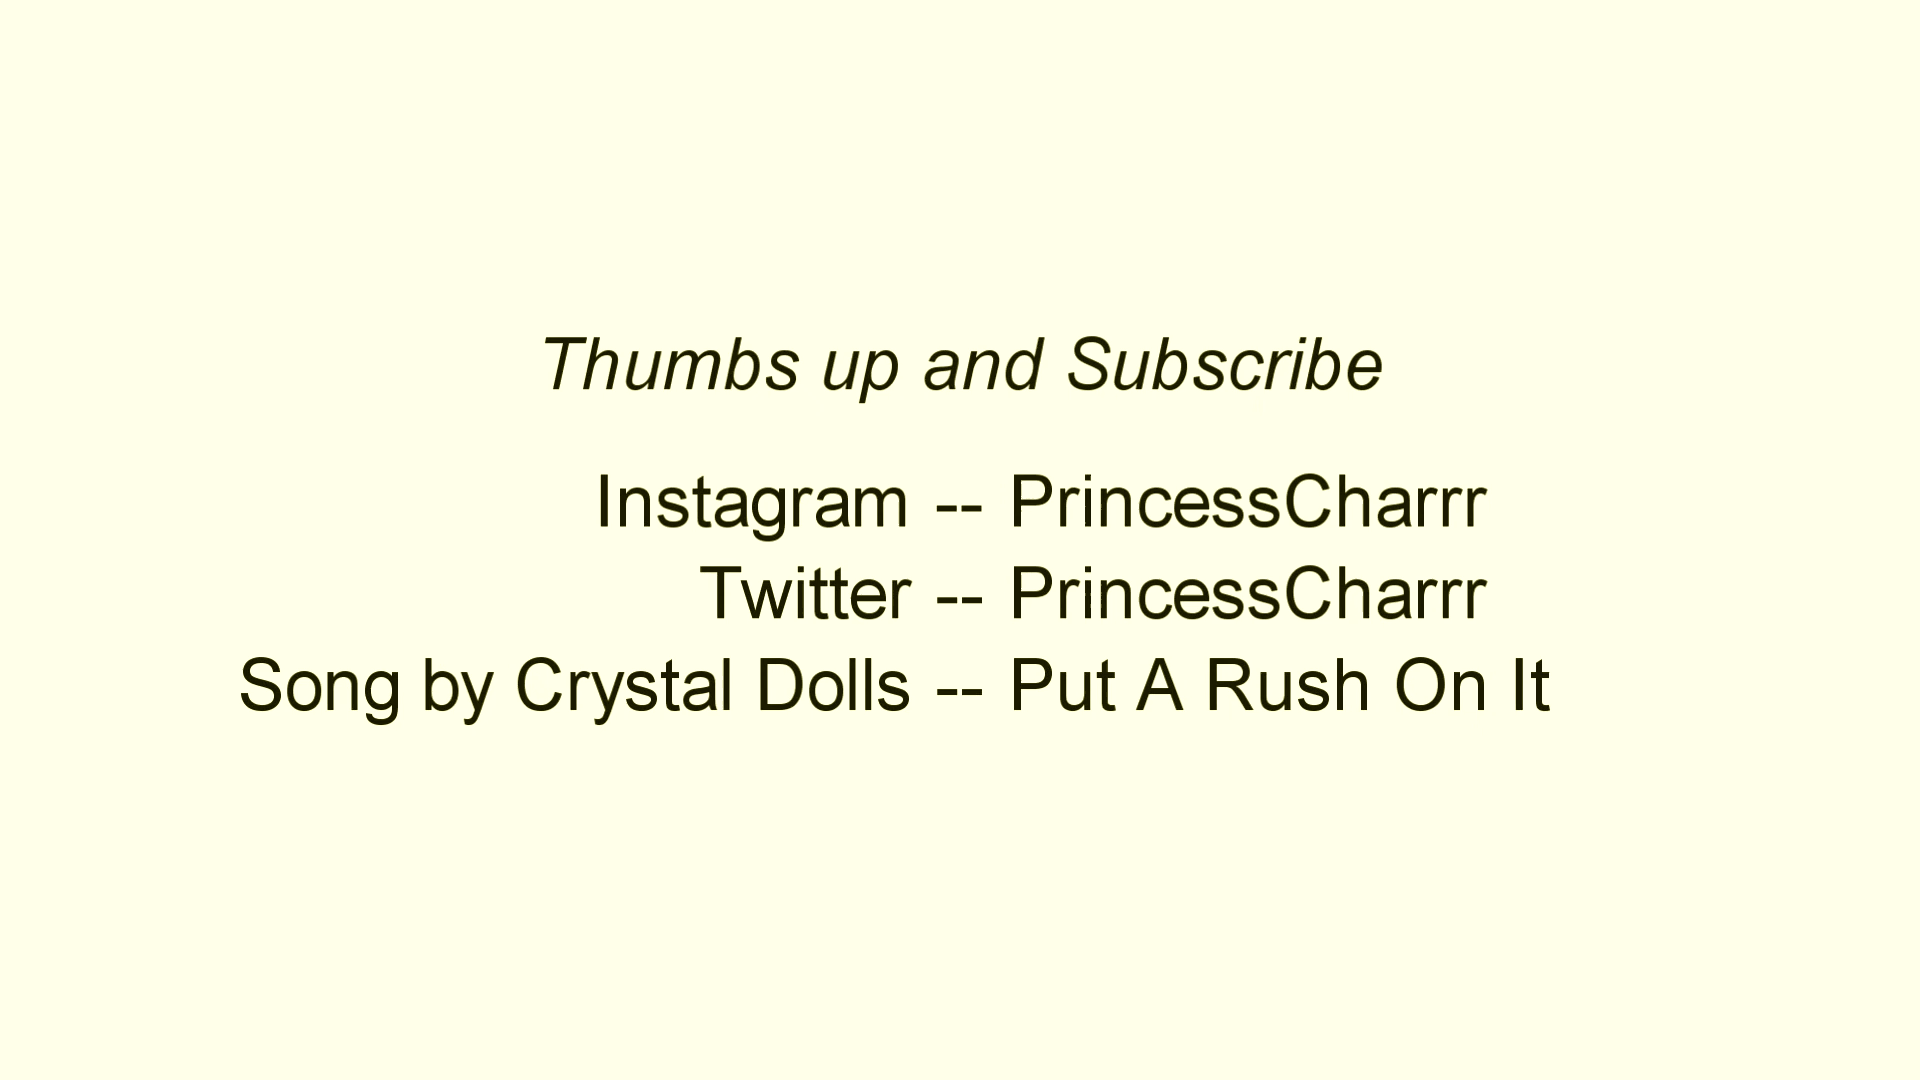 Thumbs up and Subscribe
Instagram -- PrincessCharrr
Twitter -- PrincessCharrr
Song by Crystal Dolls -- Put A Rush On It